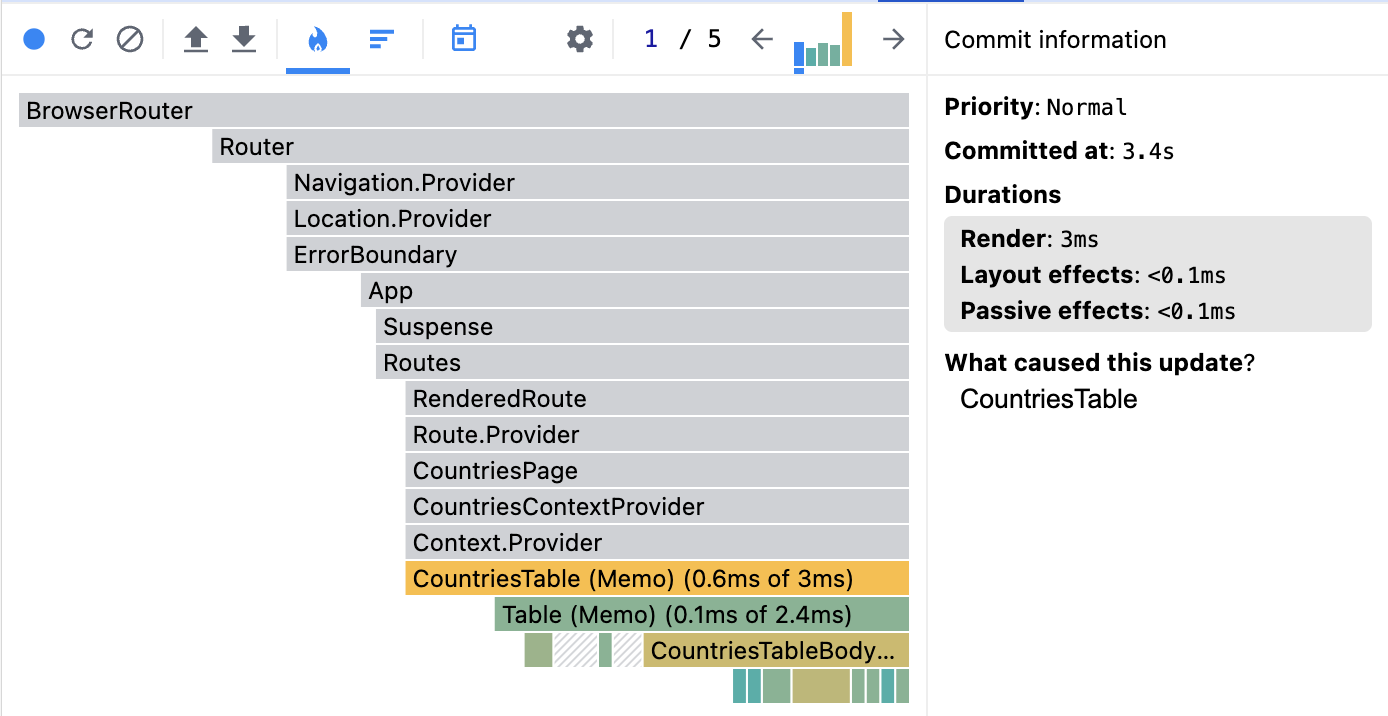 1 / 5
Commit information
BrowserRouter
Router
Navigation.Provider
Location.Provider
ErrorBoundary
App
Suspense
Routes
RenderedRoute
Route.Provider
CountriesPage
CountriesContextProvider
Context.Provider
CountriesTable (Memo) (0.6ms of 3ms)
Table (Memo) (0.1ms of 2.4ms)
CountriesTableBody...
Priority: Normal
Committed at: 3.4s
Durations
Render: 3ms
Layout effects: <0.1ms
Passive effects: <0.1ms
What caused this update?
CountriesTable